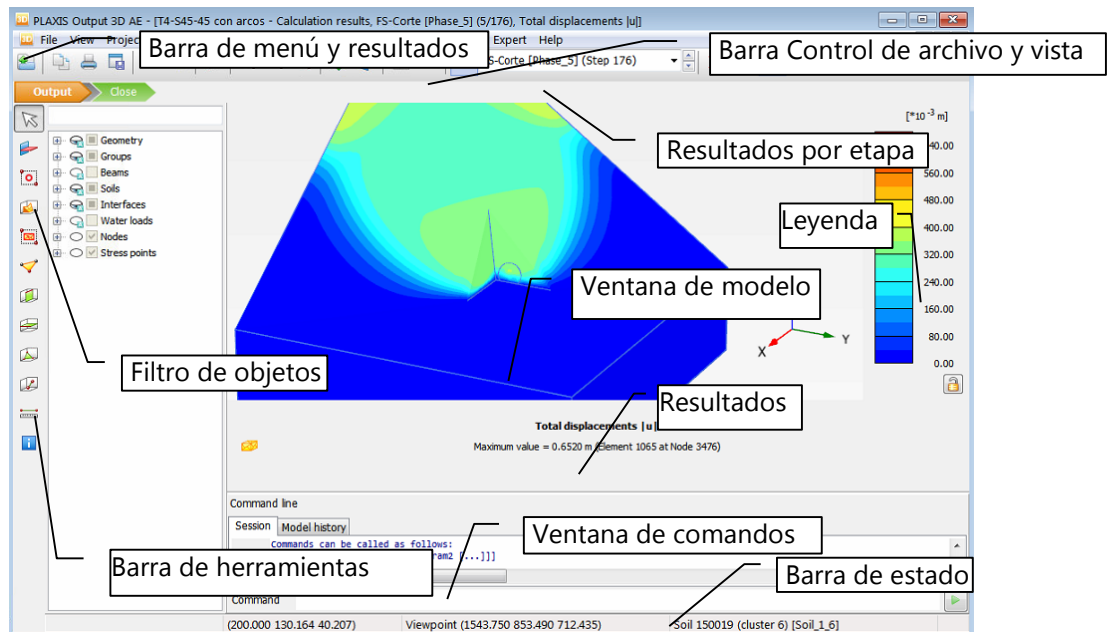 PLAXIS Output 3D AE - [T4-S45-45 con arcos - Calculation results, FS-Corte [Phase_5] (5/176), Total displacements |u|]
File View Expert Help
Barra de menú y resultados
Barra Control de archivo y vista
S-Corte [Phase_5] (Step 176)
Output Close
[*10 -3 m]
Geometry
Groups
Beams
Soils
Interfaces
Water loads
Nodes
Stress points
Resultados por etapa
Leyenda
Ventana de modelo
Filtro de objetos
Resultados
40.00
560.00
480.00
400.00
320.00
240.00
160.00
80.00
0.00
X
Y
Total displacements |u|
Maximum value = 0.6520 m (Element 1065 at Node 3476)
Command line
Session Model history
Commands can be called as follows:
[...]]]
Ventana de comandos
Barra de herramientas
Barra de estado
Command
(200.000 130.164 40.207) Viewpoint (1543.750 853.490 712.435) Soil 150019 (cluster 6) [Soil_1_6]